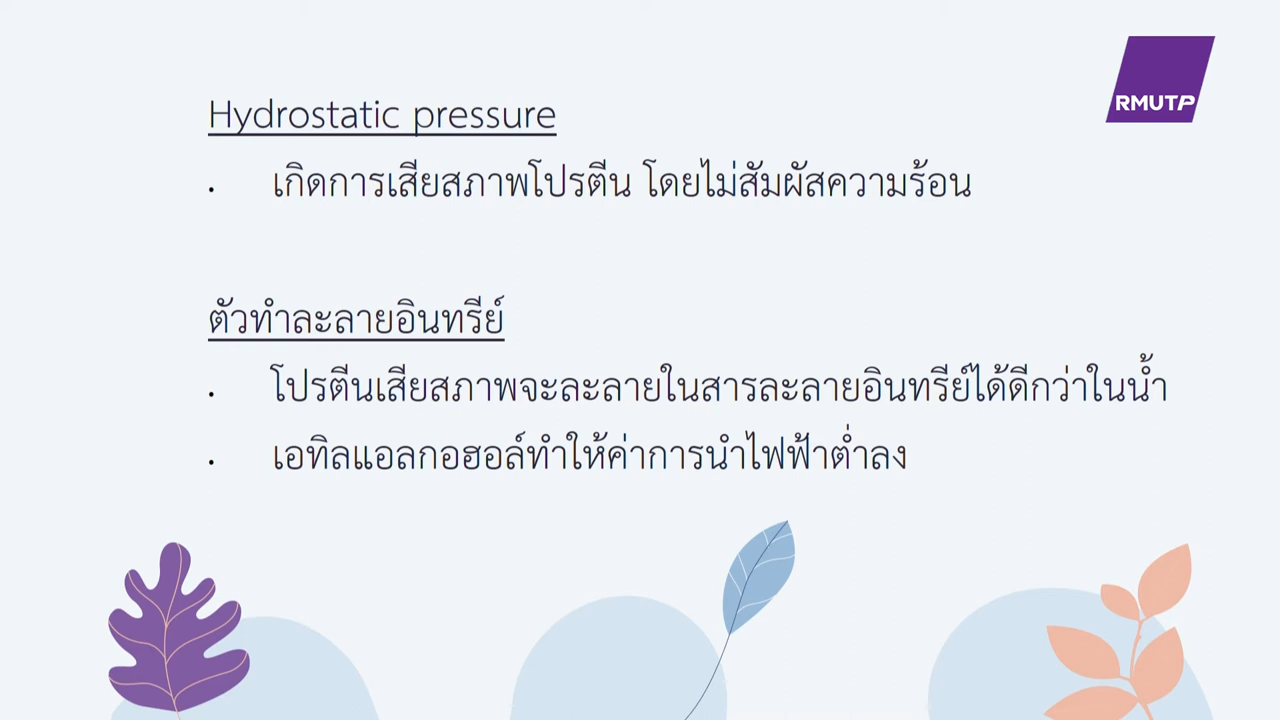 RMUTP
Hydrostatic pressure
• เกิดการเสียสภาพโปรตีน โดยไม่สัมผัสความร้อน
ตัวทำละลายอินทรีย์
• โปรตีนเสียสภาพจะละลายในสารละลายอินทรีย์ได้ดีกว่าในน้ำ
• เอทิลแอลกอฮอล์ทำให้ค่าการนำไฟฟ้าต่ำลง